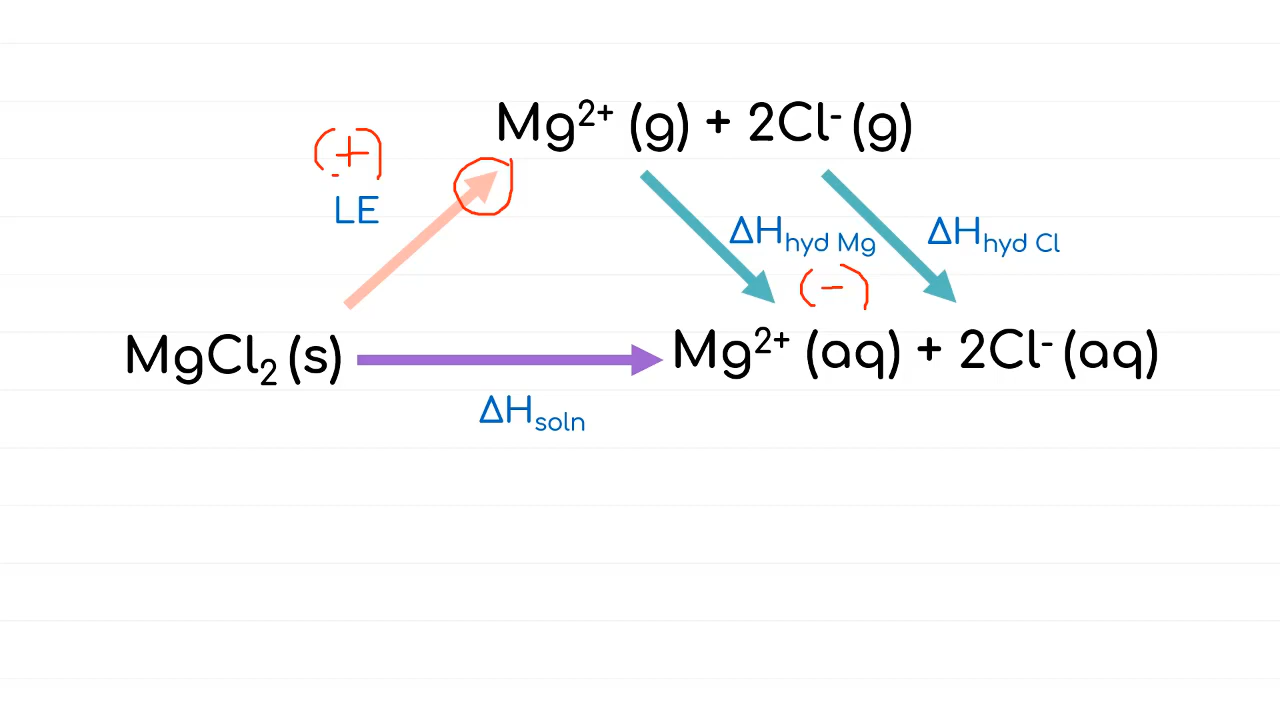 Mg²⁺ (g) + 2Cl⁻ (g)
(+)
LE
ΔH_hyd Mg
ΔH_hyd Cl
(-)
MgCl₂ (s)
Mg²⁺ (aq) + 2Cl⁻ (aq)
ΔH_soln